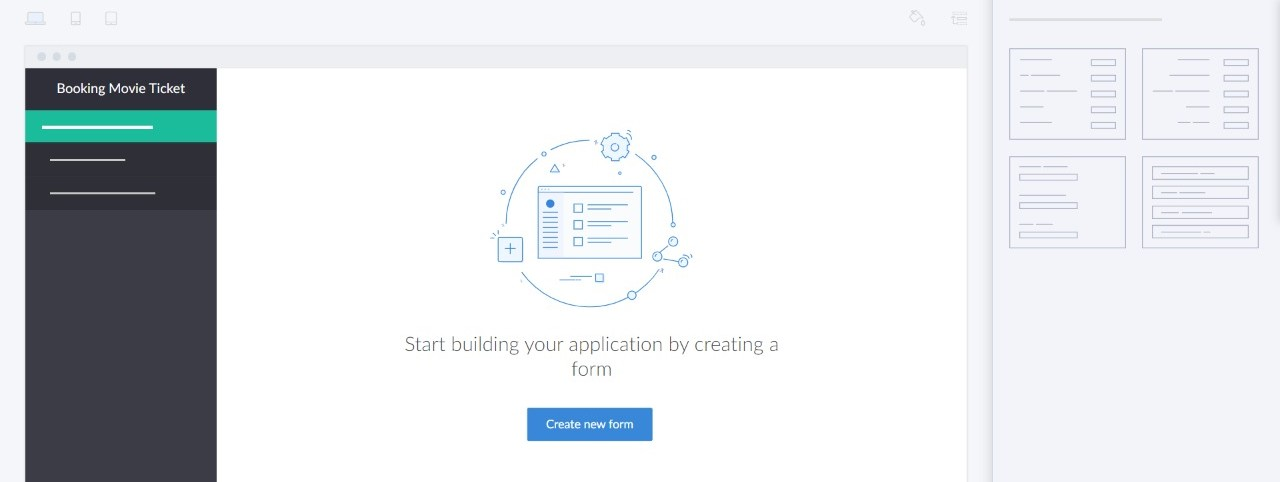 Booking Movie Ticket
Start building your application by creating a
form
Create new form